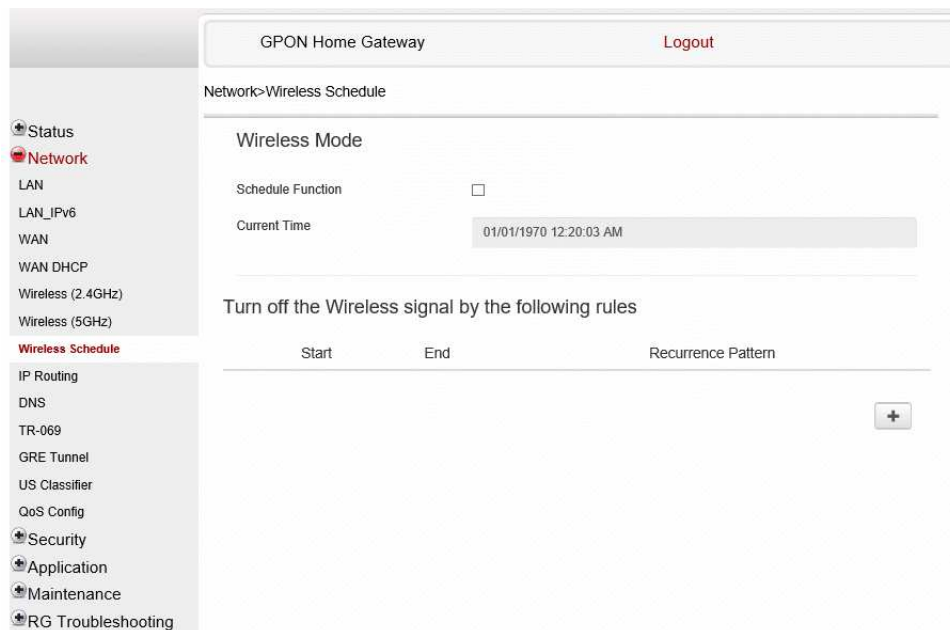 GPON Home Gateway
Logout
Network>Wireless Schedule
Status
Network
LAN
LAN_IPv6
WAN
WAN DHCP
Wireless (2.4GHz)
Wireless (5GHz)
Wireless Schedule
IP Routing
DNS
TR-069
GRE Tunnel
US Classifier
QoS Config
Security
Application
Maintenance
RG Troubleshooting
Wireless Mode
Schedule Function
Current Time
01/01/1970 12:20:03 AM
Turn off the Wireless signal by the following rules
Start End Recurrence Pattern
+